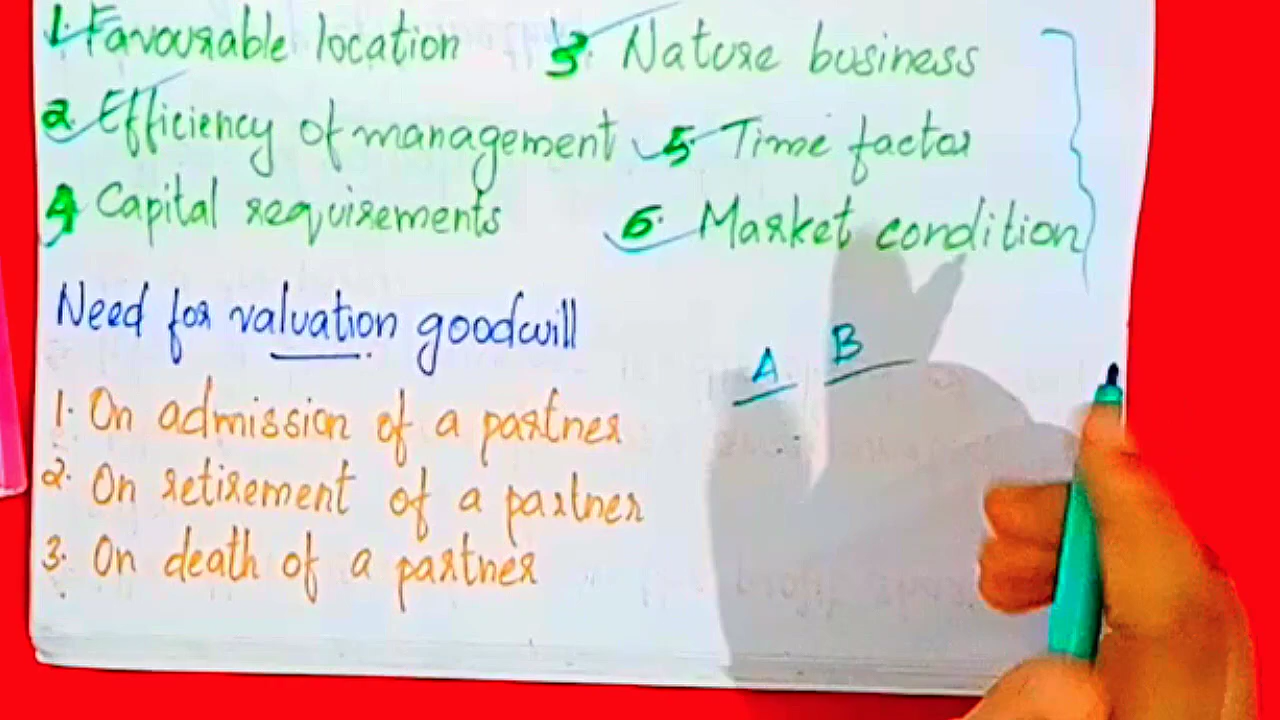 1. Favourable location 3. Nature business
2. Efficiency of management 5. Time factor
4 Capital requirements 6. Market condition
Need for valuation goodwill
A B
1. On admission of a partner
2. On retirement of a partner
3. On death of a partner